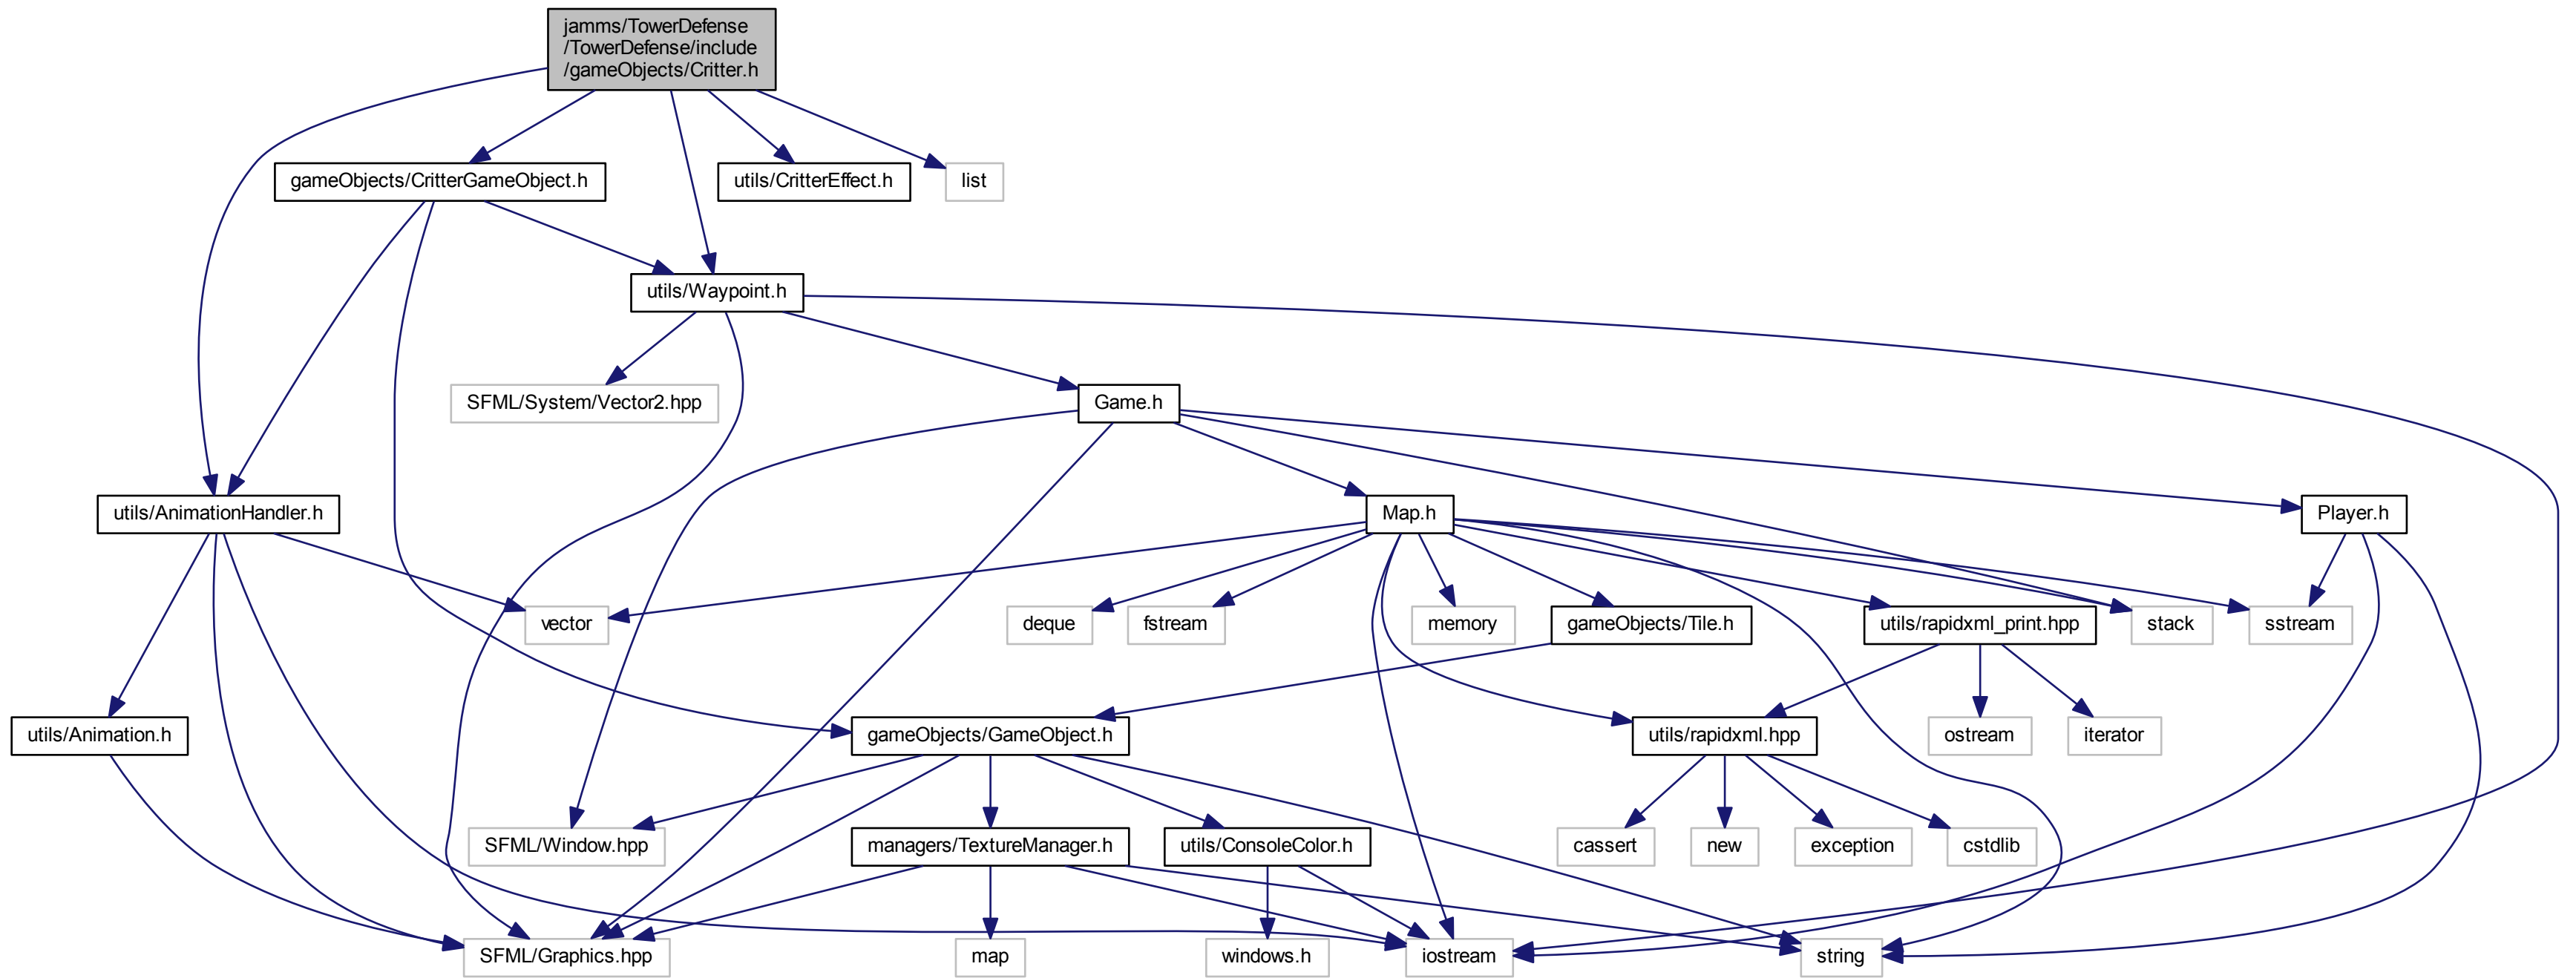 jamms/TowerDefense
/TowerDefense/include
/gameObjects/Critter.h
gameObjects/CritterGameObject.h
utils/CritterEffect.h
list
utils/Waypoint.h
SFML/System/Vector2.hpp
Game.h
utils/AnimationHandler.h
Map.h
Player.h
vector
deque
fstream
memory
gameObjects/Tile.h
utils/rapidxml_print.hpp
stack
sstream
utils/Animation.h
gameObjects/GameObject.h
utils/rapidxml.hpp
ostream
iterator
SFML/Window.hpp
managers/TextureManager.h
utils/ConsoleColor.h
cassert
new
exception
cstdlib
SFML/Graphics.hpp
map
windows.h
iostream
string